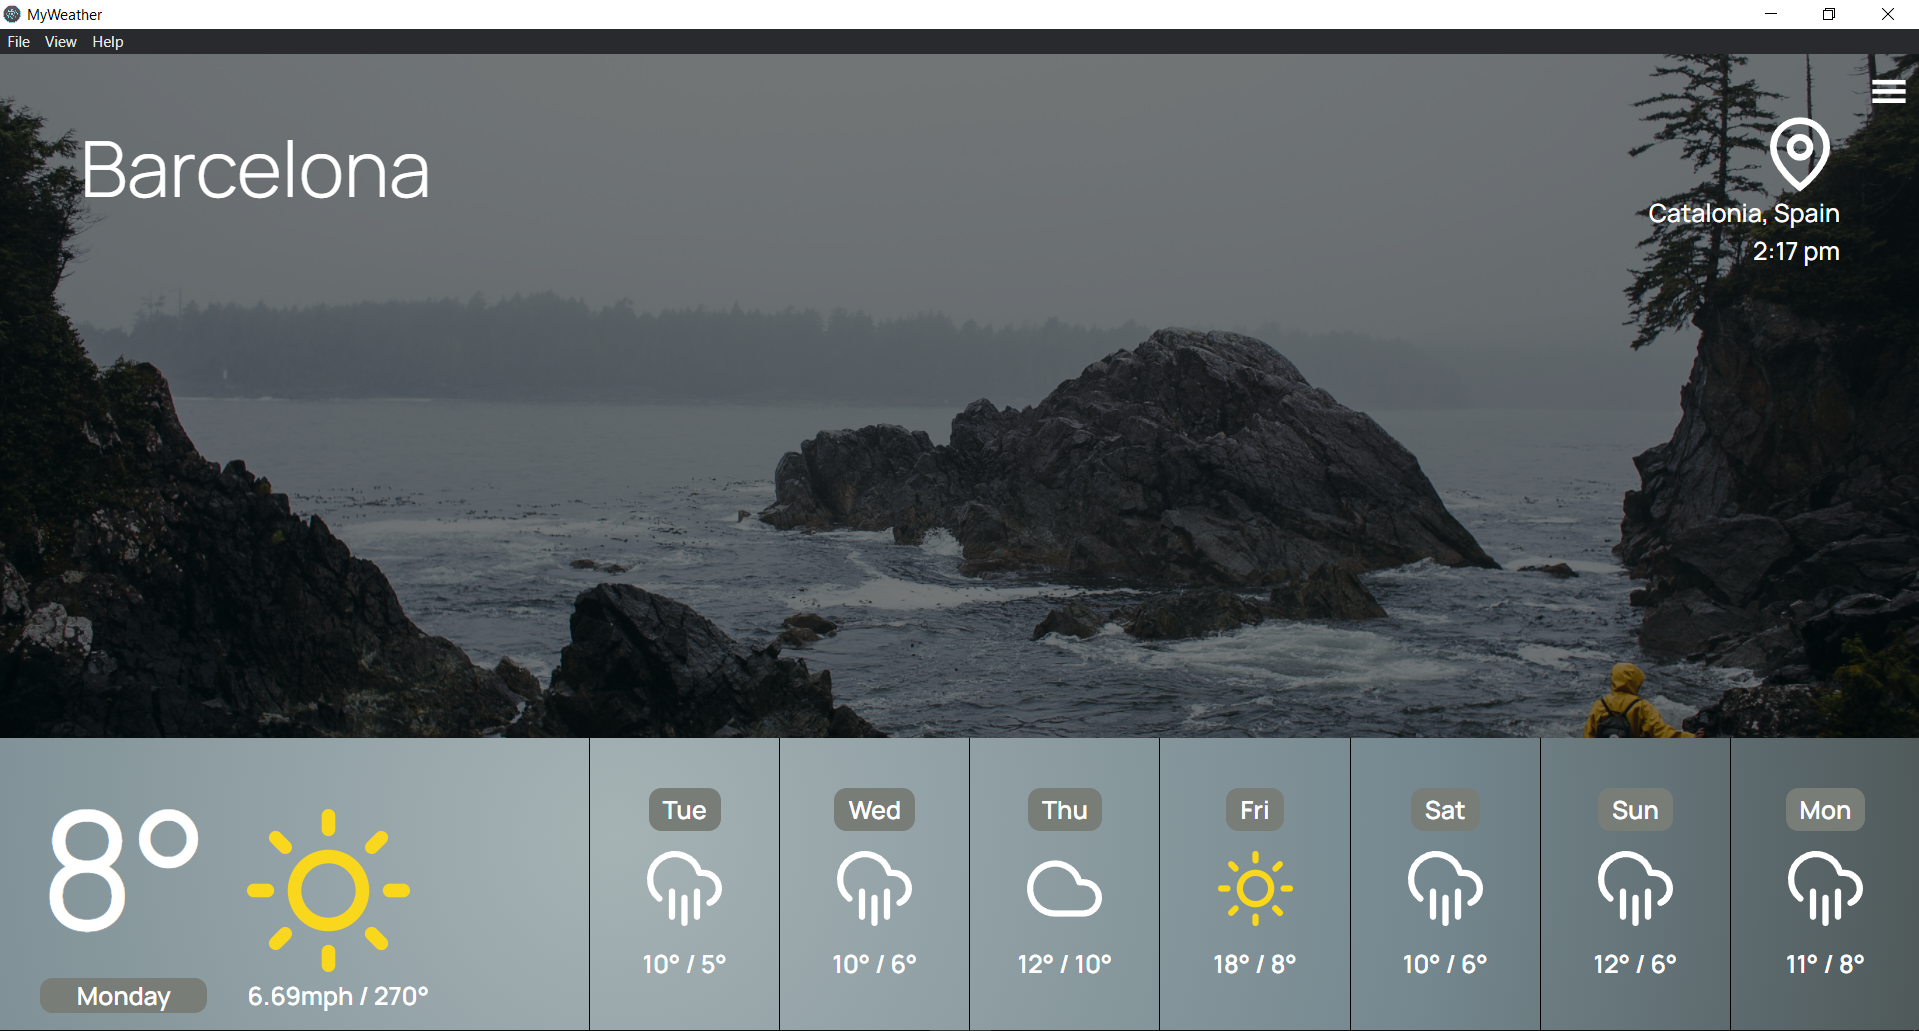 MyWeather
File View Help
Barcelona
Catalonia, Spain
2:17 pm
8°
Monday
6.69mph / 270°
Tue
10° / 5°
Wed
10° / 6°
Thu
12° / 10°
Fri
18° / 8°
Sat
10° / 6°
Sun
12° / 6°
Mon
11° / 8°